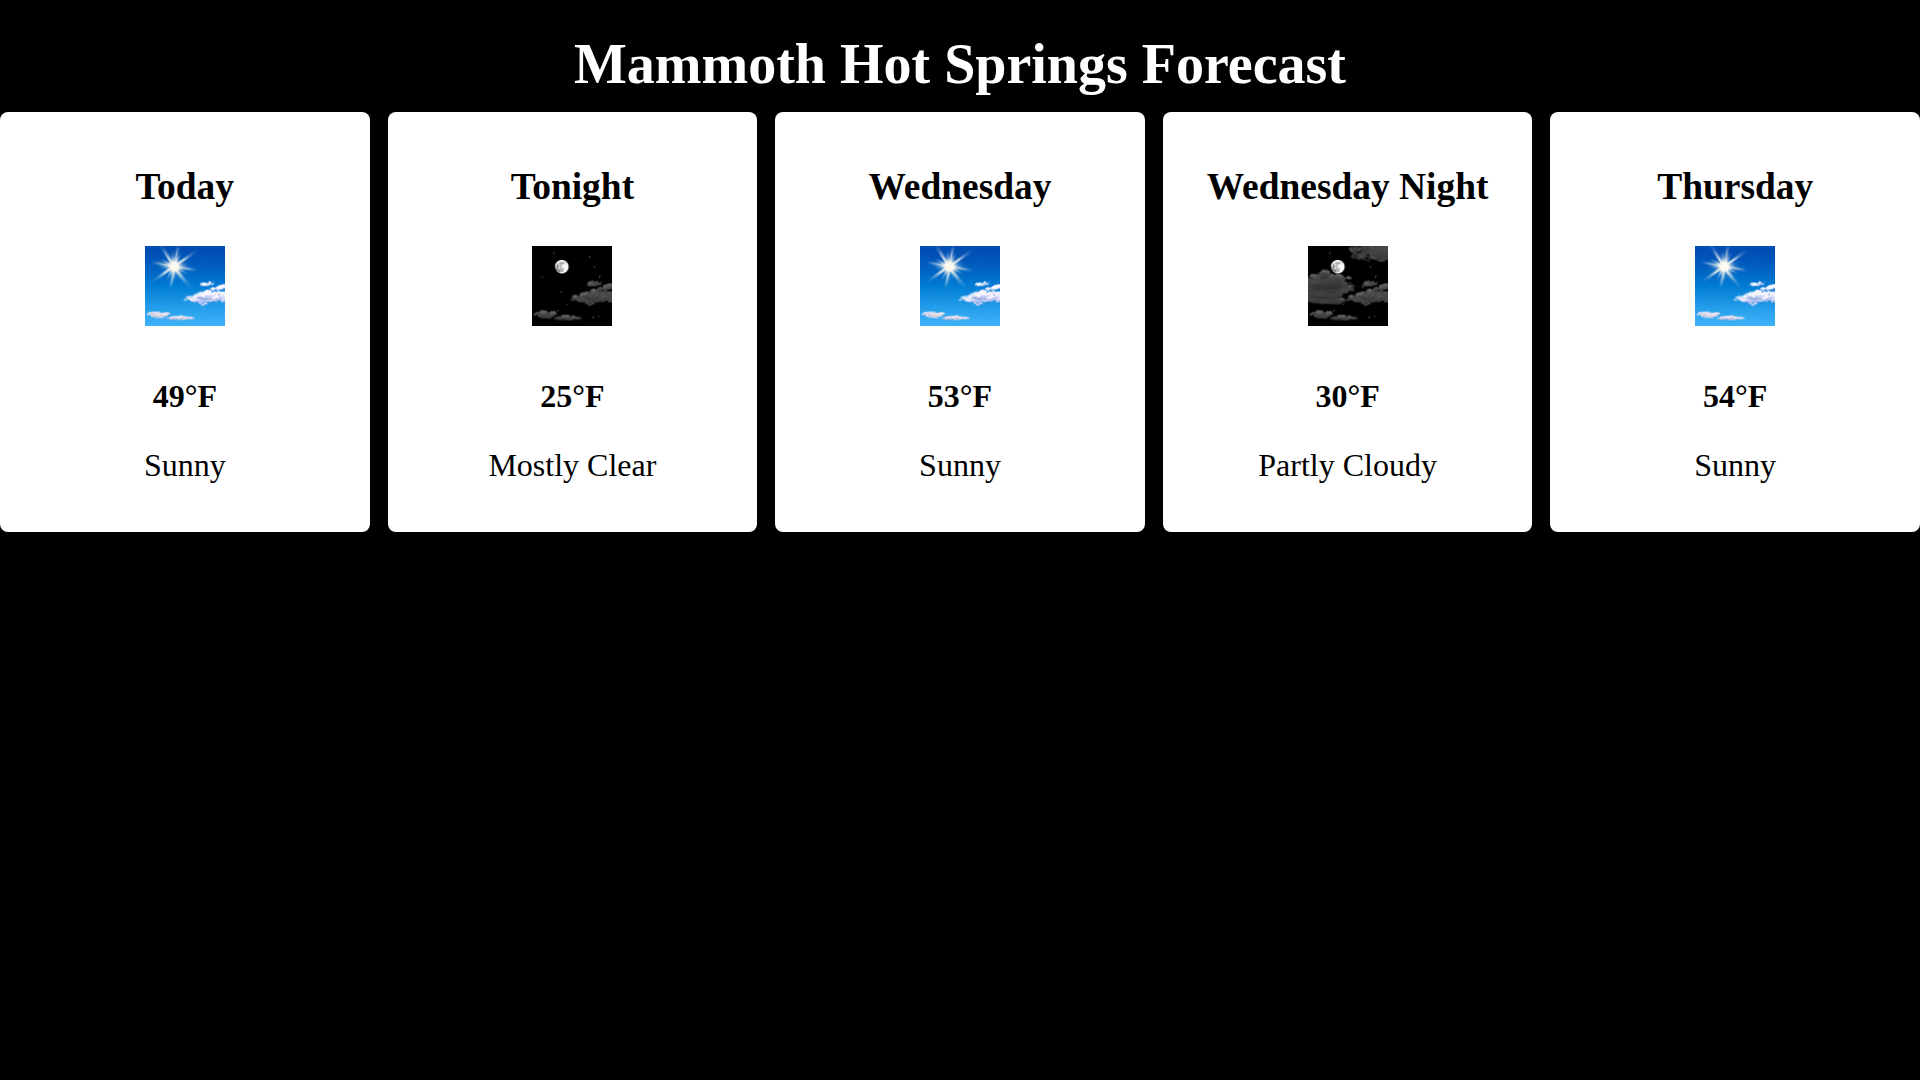 Mammoth Hot Springs Forecast
Today
49°F
Sunny
Tonight
25°F
Mostly Clear
Wednesday
53°F
Sunny
Wednesday Night
30°F
Partly Cloudy
Thursday
54°F
Sunny